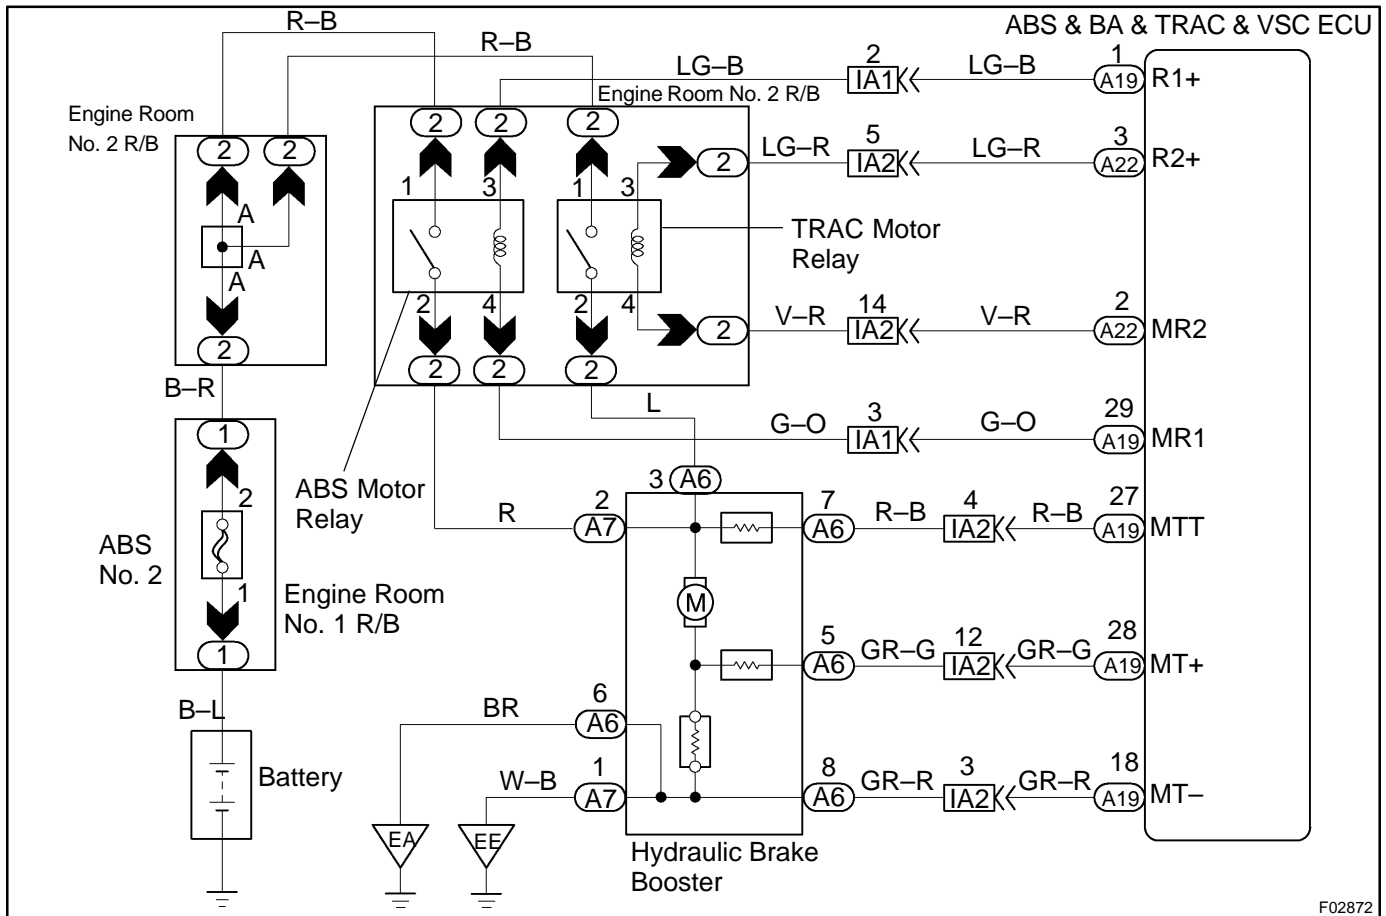 ABS & BA & TRAC & VSC ECU
R–B
R–B
LG–B
2
IA1
LG–B
1
A19
R1+
Engine Room
No. 2 R/B
Engine Room No. 2 R/B
2
2
2
2
2
LG–R
5
IA2
LG–R
3
A22
R2+
2
1
3
1
3
A
A
A
TRAC Motor
Relay
2
4
2
4
2
V–R
14
IA2
V–R
2
A22
MR2
2
2
2
2
B–R
L
G–O
3
IA1
G–O
29
A19
MR1
1
2
ABS Motor
Relay
3
A6
R
2
A7
7
A6
R–B
4
IA2
R–B
27
A19
MTT
ABS
No. 2
1
Engine Room
No. 1 R/B
M
1
5
A6
GR–G
12
IA2
GR–G
28
A19
MT+
B–L
BR
6
A6
Battery
W–B
1
A7
8
A6
GR–R
3
IA2
GR–R
18
A19
MT–
EA
EE
Hydraulic Brake
Booster
F02872